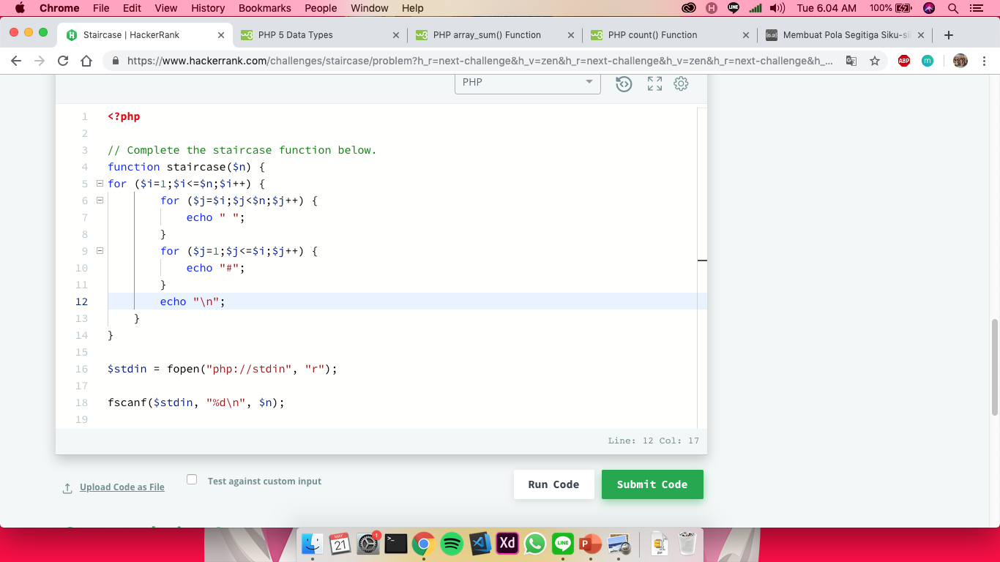 Chrome File Edit View History Bookmarks People Window Help LINE Tue 6.04 AM 100%
Staircase | HackerRank PHP 5 Data Types PHP array_sum() Function PHP count() Function Membuat Pola Segitiga Siku-si
https://www.hackerrank.com/challenges/staircase/problem?h_r=next-challenge&h_v=zen&h_r=next-challenge&h_v=zen&h_r=next-challenge&h_... ABP m
PHP
1 <?php
2
3 // Complete the staircase function below.
4 function staircase($n) {
5 for ($i=1;$i<=$n;$i++) {
6 for ($j=$i;$j<$n;$j++) {
7 echo " ";
8 }
9 for ($j=1;$j<=$i;$j++) {
10 echo "#";
11 }
12 echo "\n";
13 }
14 }
15
16 $stdin = fopen("php://stdin", "r");
17
18 fscanf($stdin, "%d\n", $n);
19
Line: 12 Col: 17
Upload Code as File Test against custom input Run Code Submit Code
MAY 21 1 Xd LINE P ZIP